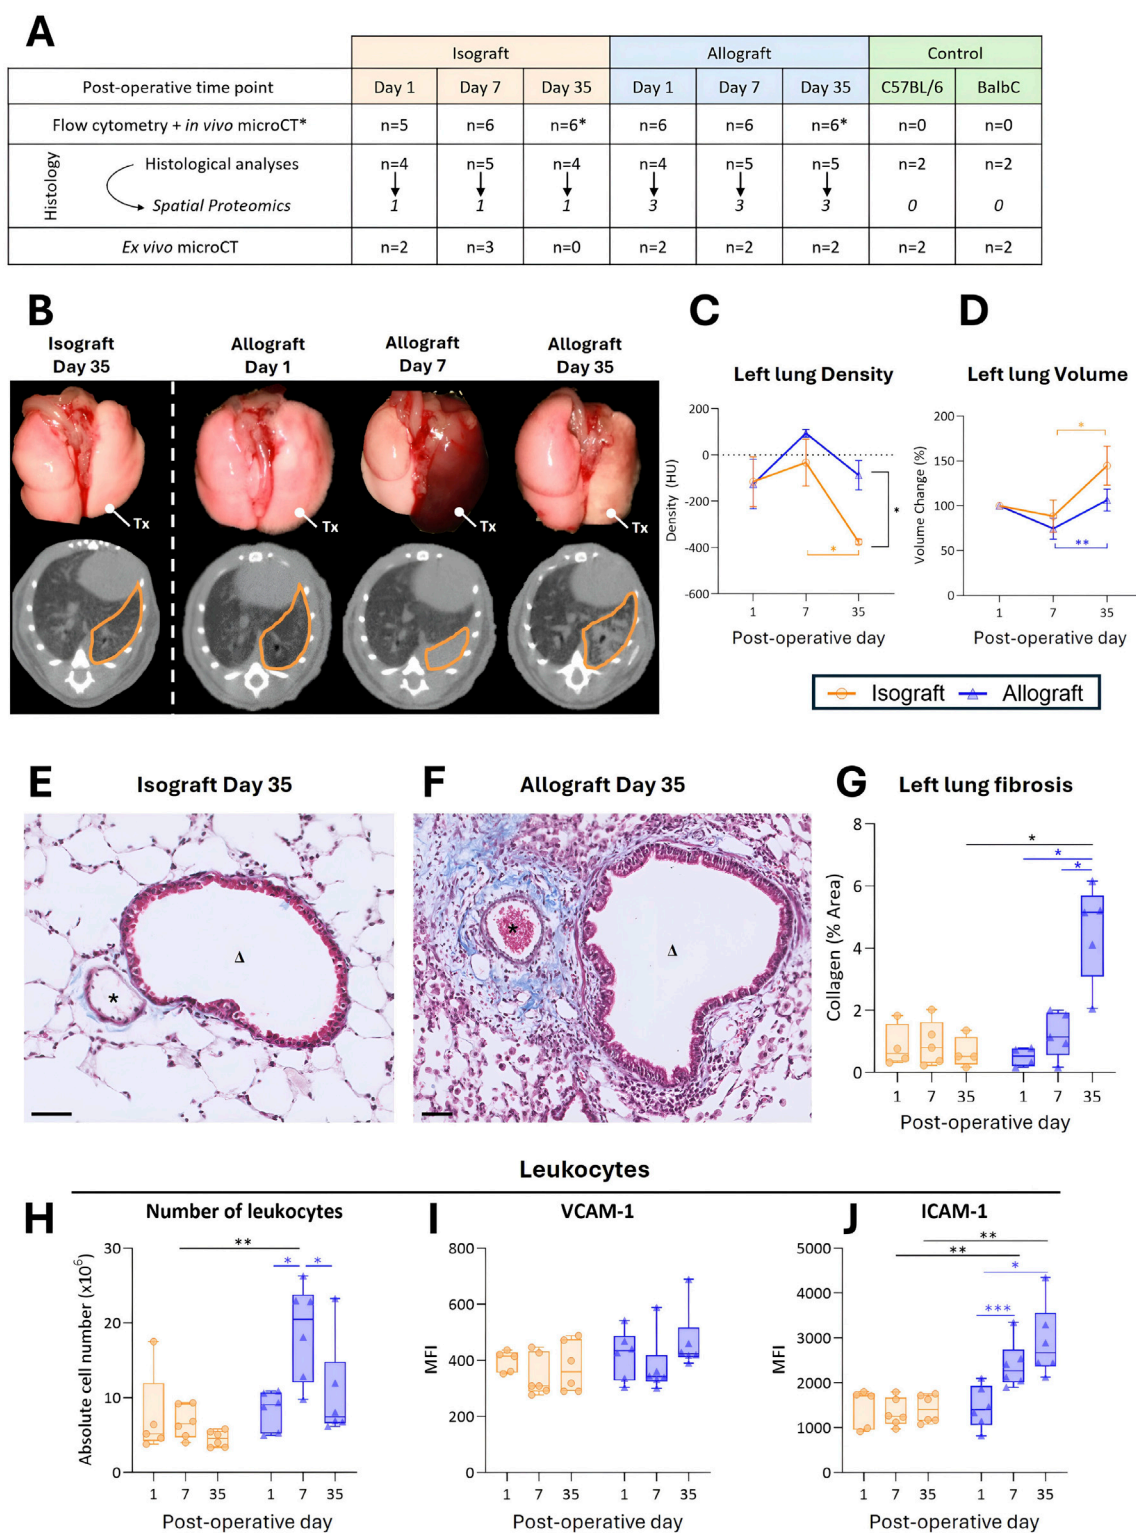 A
Isograft Allograft Control
Post-operative time point Day 1 Day 7 Day 35 Day 1 Day 7 Day 35 C57BL/6 BalbC
Flow cytometry + in vivo microCT* n=5 n=6 n=6* n=6 n=6 n=6* n=0 n=0
Histology
Histological analyses n=4 n=5 n=4 n=4 n=5 n=5 n=2 n=2
Spatial Proteomics 1 1 1 3 3 3 0 0
Ex vivo microCT n=2 n=3 n=0 n=2 n=2 n=2 n=2 n=2
B
Isograft Day 35
Allograft Day 1
Allograft Day 7
Allograft Day 35
Tx Tx Tx Tx
C
Left lung Density
Density (HU)
200
0
-200
-400
-600
*
*
1 7 35
Post-operative day
D
Left lung Volume
Volume Change (%)
200
150
100
50
0
*
**
1 7 35
Post-operative day
Isograft Allograft
E
Isograft Day 35
*
Δ
F
Allograft Day 35
*
Δ
G
Left lung fibrosis
Collagen (% Area)
8
6
4
2
0
*
*
*
1 7 35 1 7 35
Post-operative day
Leukocytes
H
Number of leukocytes
Absolute cell number (x10⁶)
30
20
10
0
**
* *
1 7 35 1 7 35
Post-operative day
I
VCAM-1
MFI
800
600
400
200
0
1 7 35 1 7 35
Post-operative day
J
ICAM-1
MFI
5000
4000
3000
2000
1000
0
**
**
*
***
1 7 35 1 7 35
Post-operative day